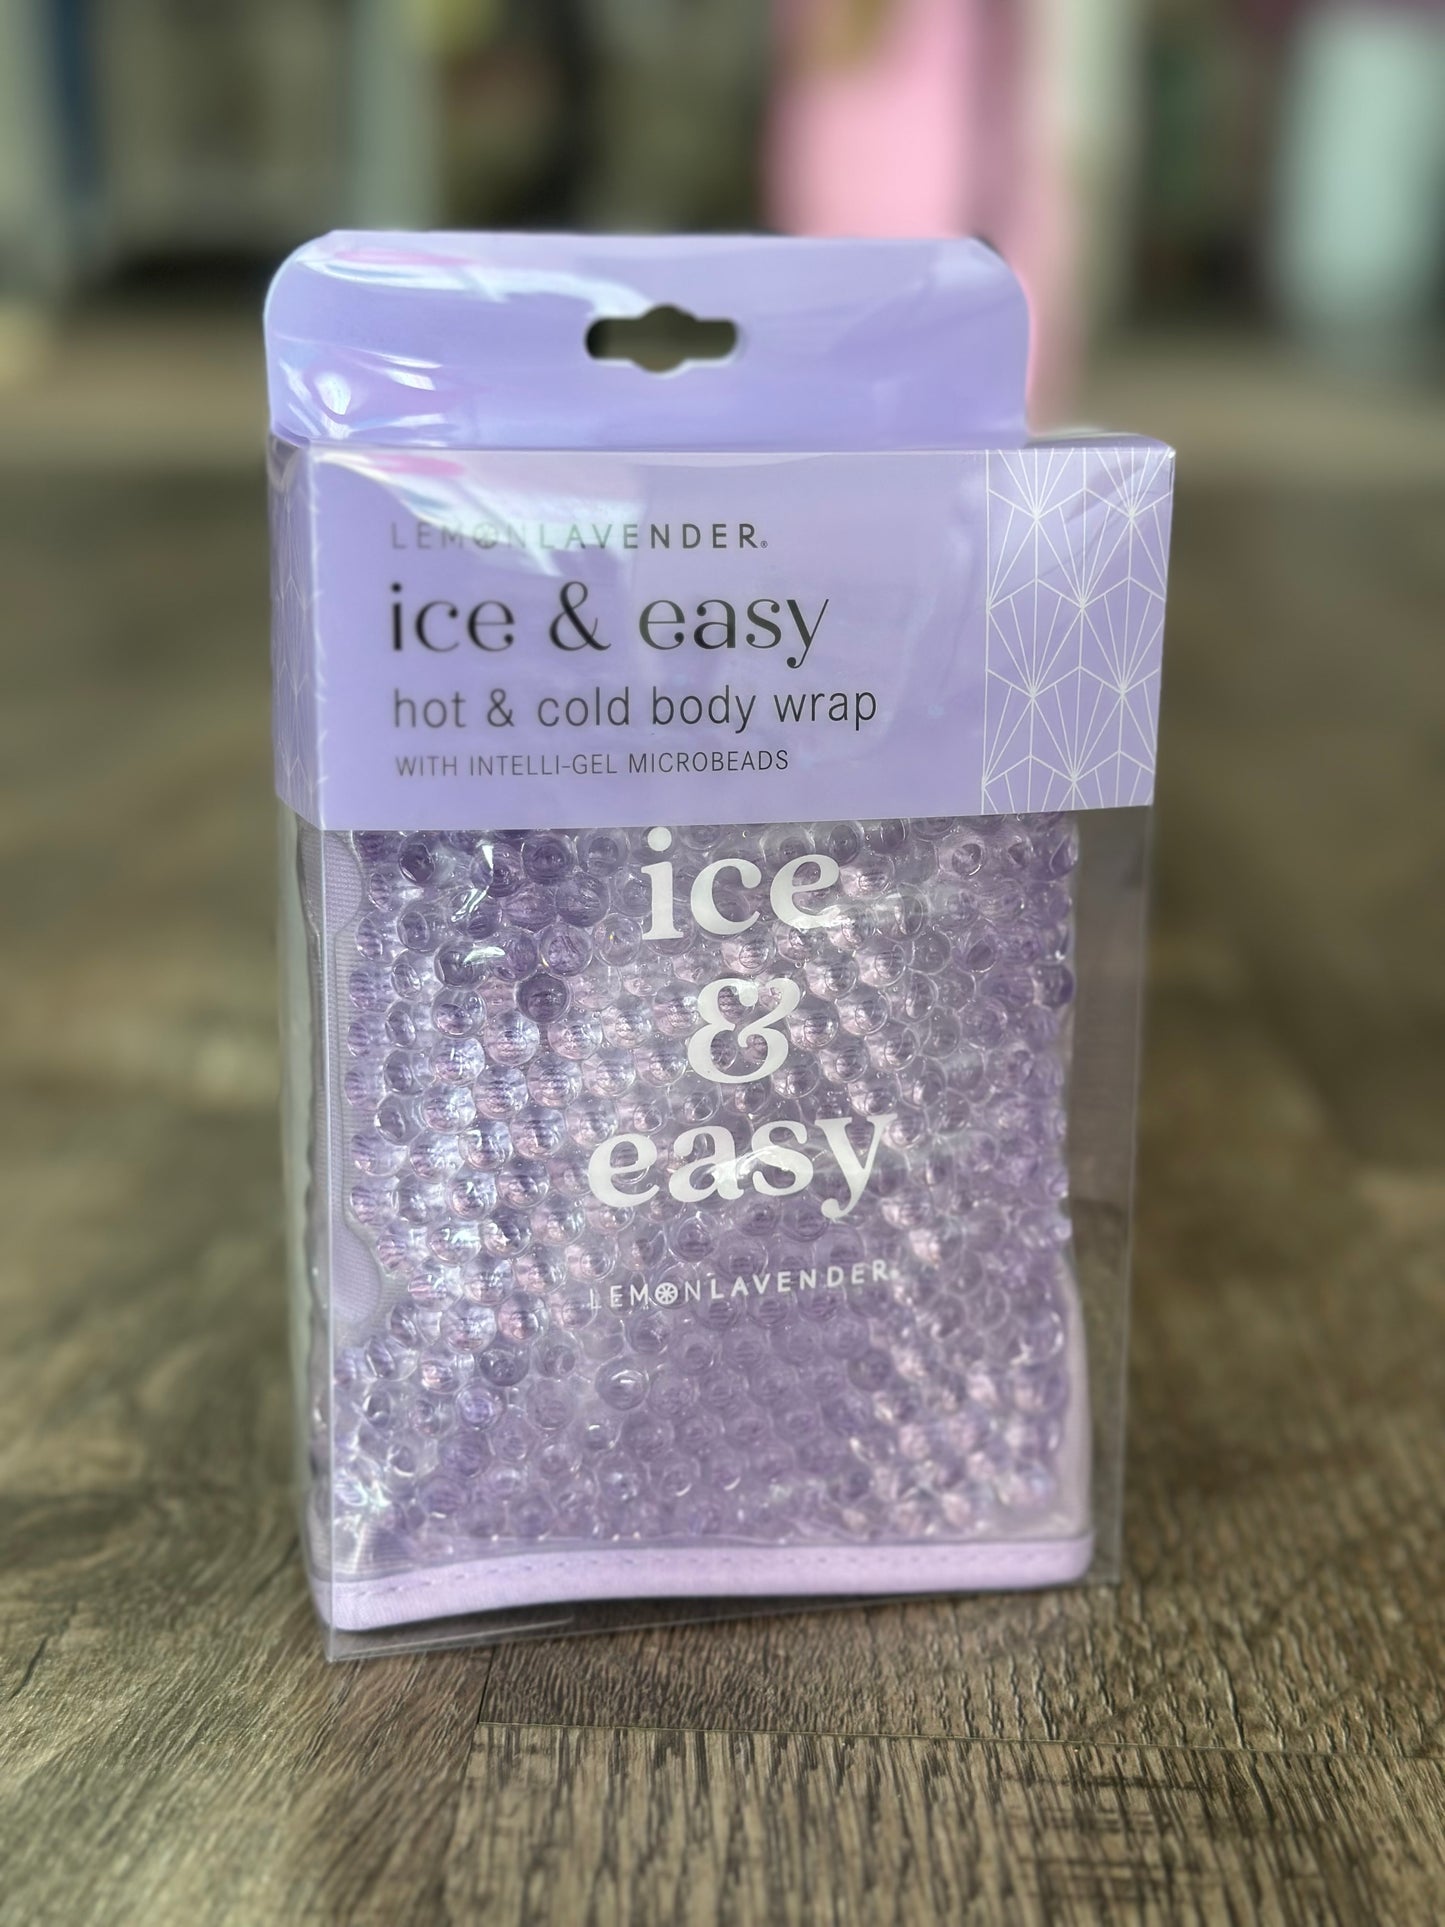 LEMONLAVENDER®
ice & easy
hot & cold body wrap
WITH INTELLI-GEL MICROBEADS
ice
&
easy
LEMONLAVENDER®